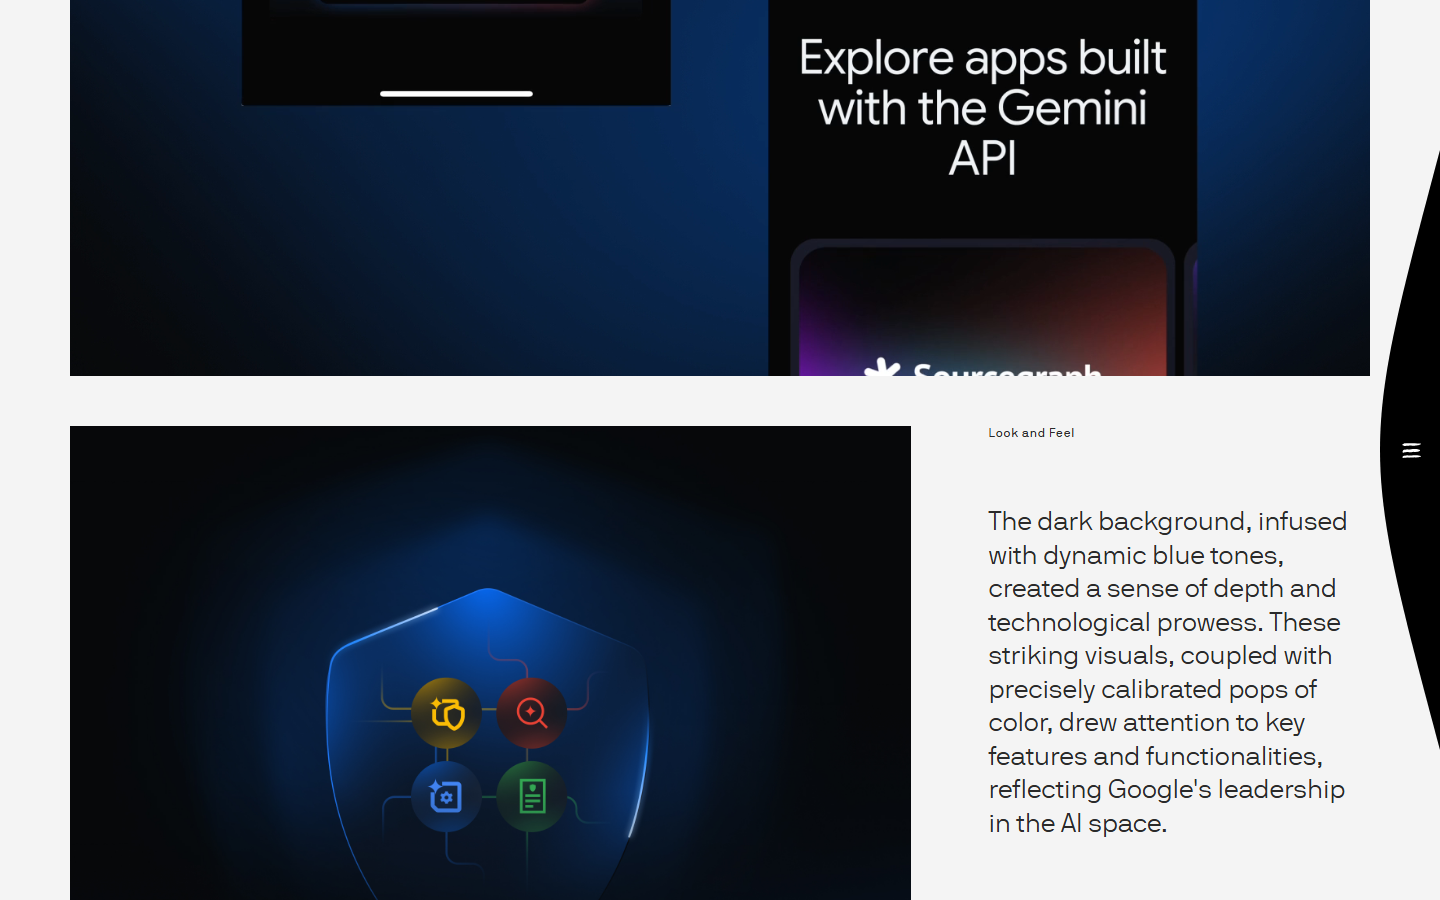 Explore apps built
with the Gemini
API
Sourcegraph
Look and Feel
The dark background, infused
with dynamic blue tones,
created a sense of depth and
technological prowess. These
striking visuals, coupled with
precisely calibrated pops of
color, drew attention to key
features and functionalities,
reflecting Google's leadership
in the AI space.